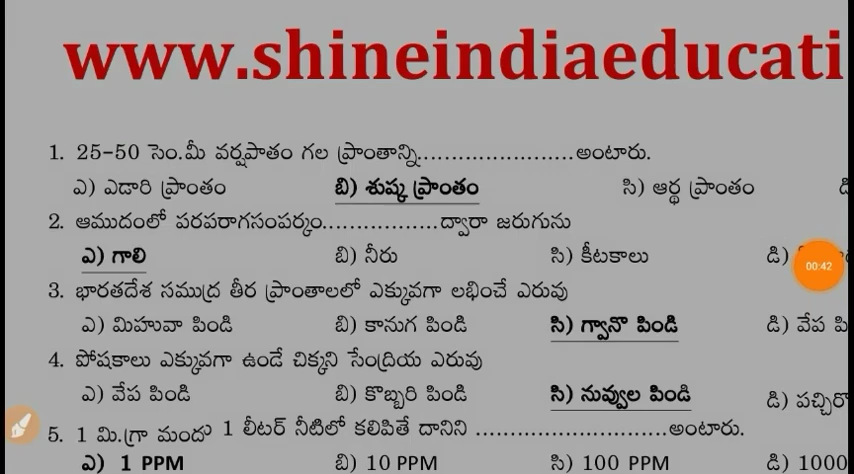 www.shineindiaeducati
1. 25-50 సెం.మీ వర్షపాతం గల ప్రాంతాన్ని.......................అంటారు.
ఎ) ఎడారి ప్రాంతం బి) శుష్క ప్రాంతం సి) ఆర్ధ ప్రాంతం
2. ఆముదంలో పరపరాగసంపర్కం.................ద్వారా జరుగును
ఎ) గాలి బి) నీరు సి) కీటకాలు డి)
00:42
3. భారతదేశ సముద్ర తీర ప్రాంతాలలో ఎక్కువగా లభించే ఎరువు
ఎ) మిహువా పిండి బి) కానుగ పిండి సి) గ్వానొ పిండి డి) వేప పి
4. పోషకాలు ఎక్కువగా ఉండే చిక్కని సేంద్రియ ఎరువు
ఎ) వేప పిండి బి) కొబ్బరి పిండి సి) నువ్వుల పిండి డి) పచ్చిరొ
5. 1 మి.గ్రా మందు 1 లీటర్ నీటిలో కలిపితే దానిని ............................అంటారు.
ఎ) 1 PPM బి) 10 PPM సి) 100 PPM డి) 1000